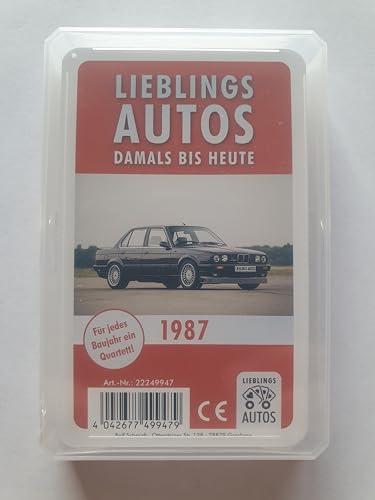 LIEBLINGS
AUTOS
DAMALS BIS HEUTE
Für jedes
Baujahr ein
Quartett!
1987
Art.-Nr.: 22249947
4 042677 499479
CE
LIEBLINGS
AUTOS